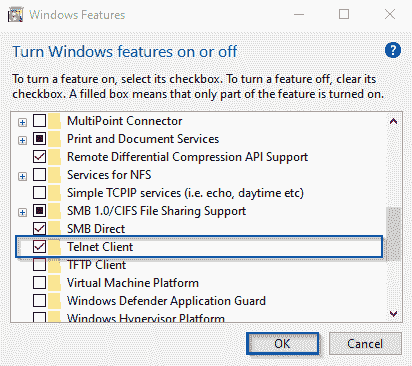 Windows Features
Turn Windows features on or off
?
To turn a feature on, select its checkbox. To turn a feature off, clear its
checkbox. A filled box means that only part of the feature is turned on.
MultiPoint Connector
Print and Document Services
Remote Differential Compression API Support
Services for NFS
Simple TCPIP services (i.e. echo, daytime etc)
SMB 1.0/CIFS File Sharing Support
SMB Direct
Telnet Client
TFTP Client
Virtual Machine Platform
Windows Defender Application Guard
Windows Hypervisor Platform
OK
Cancel